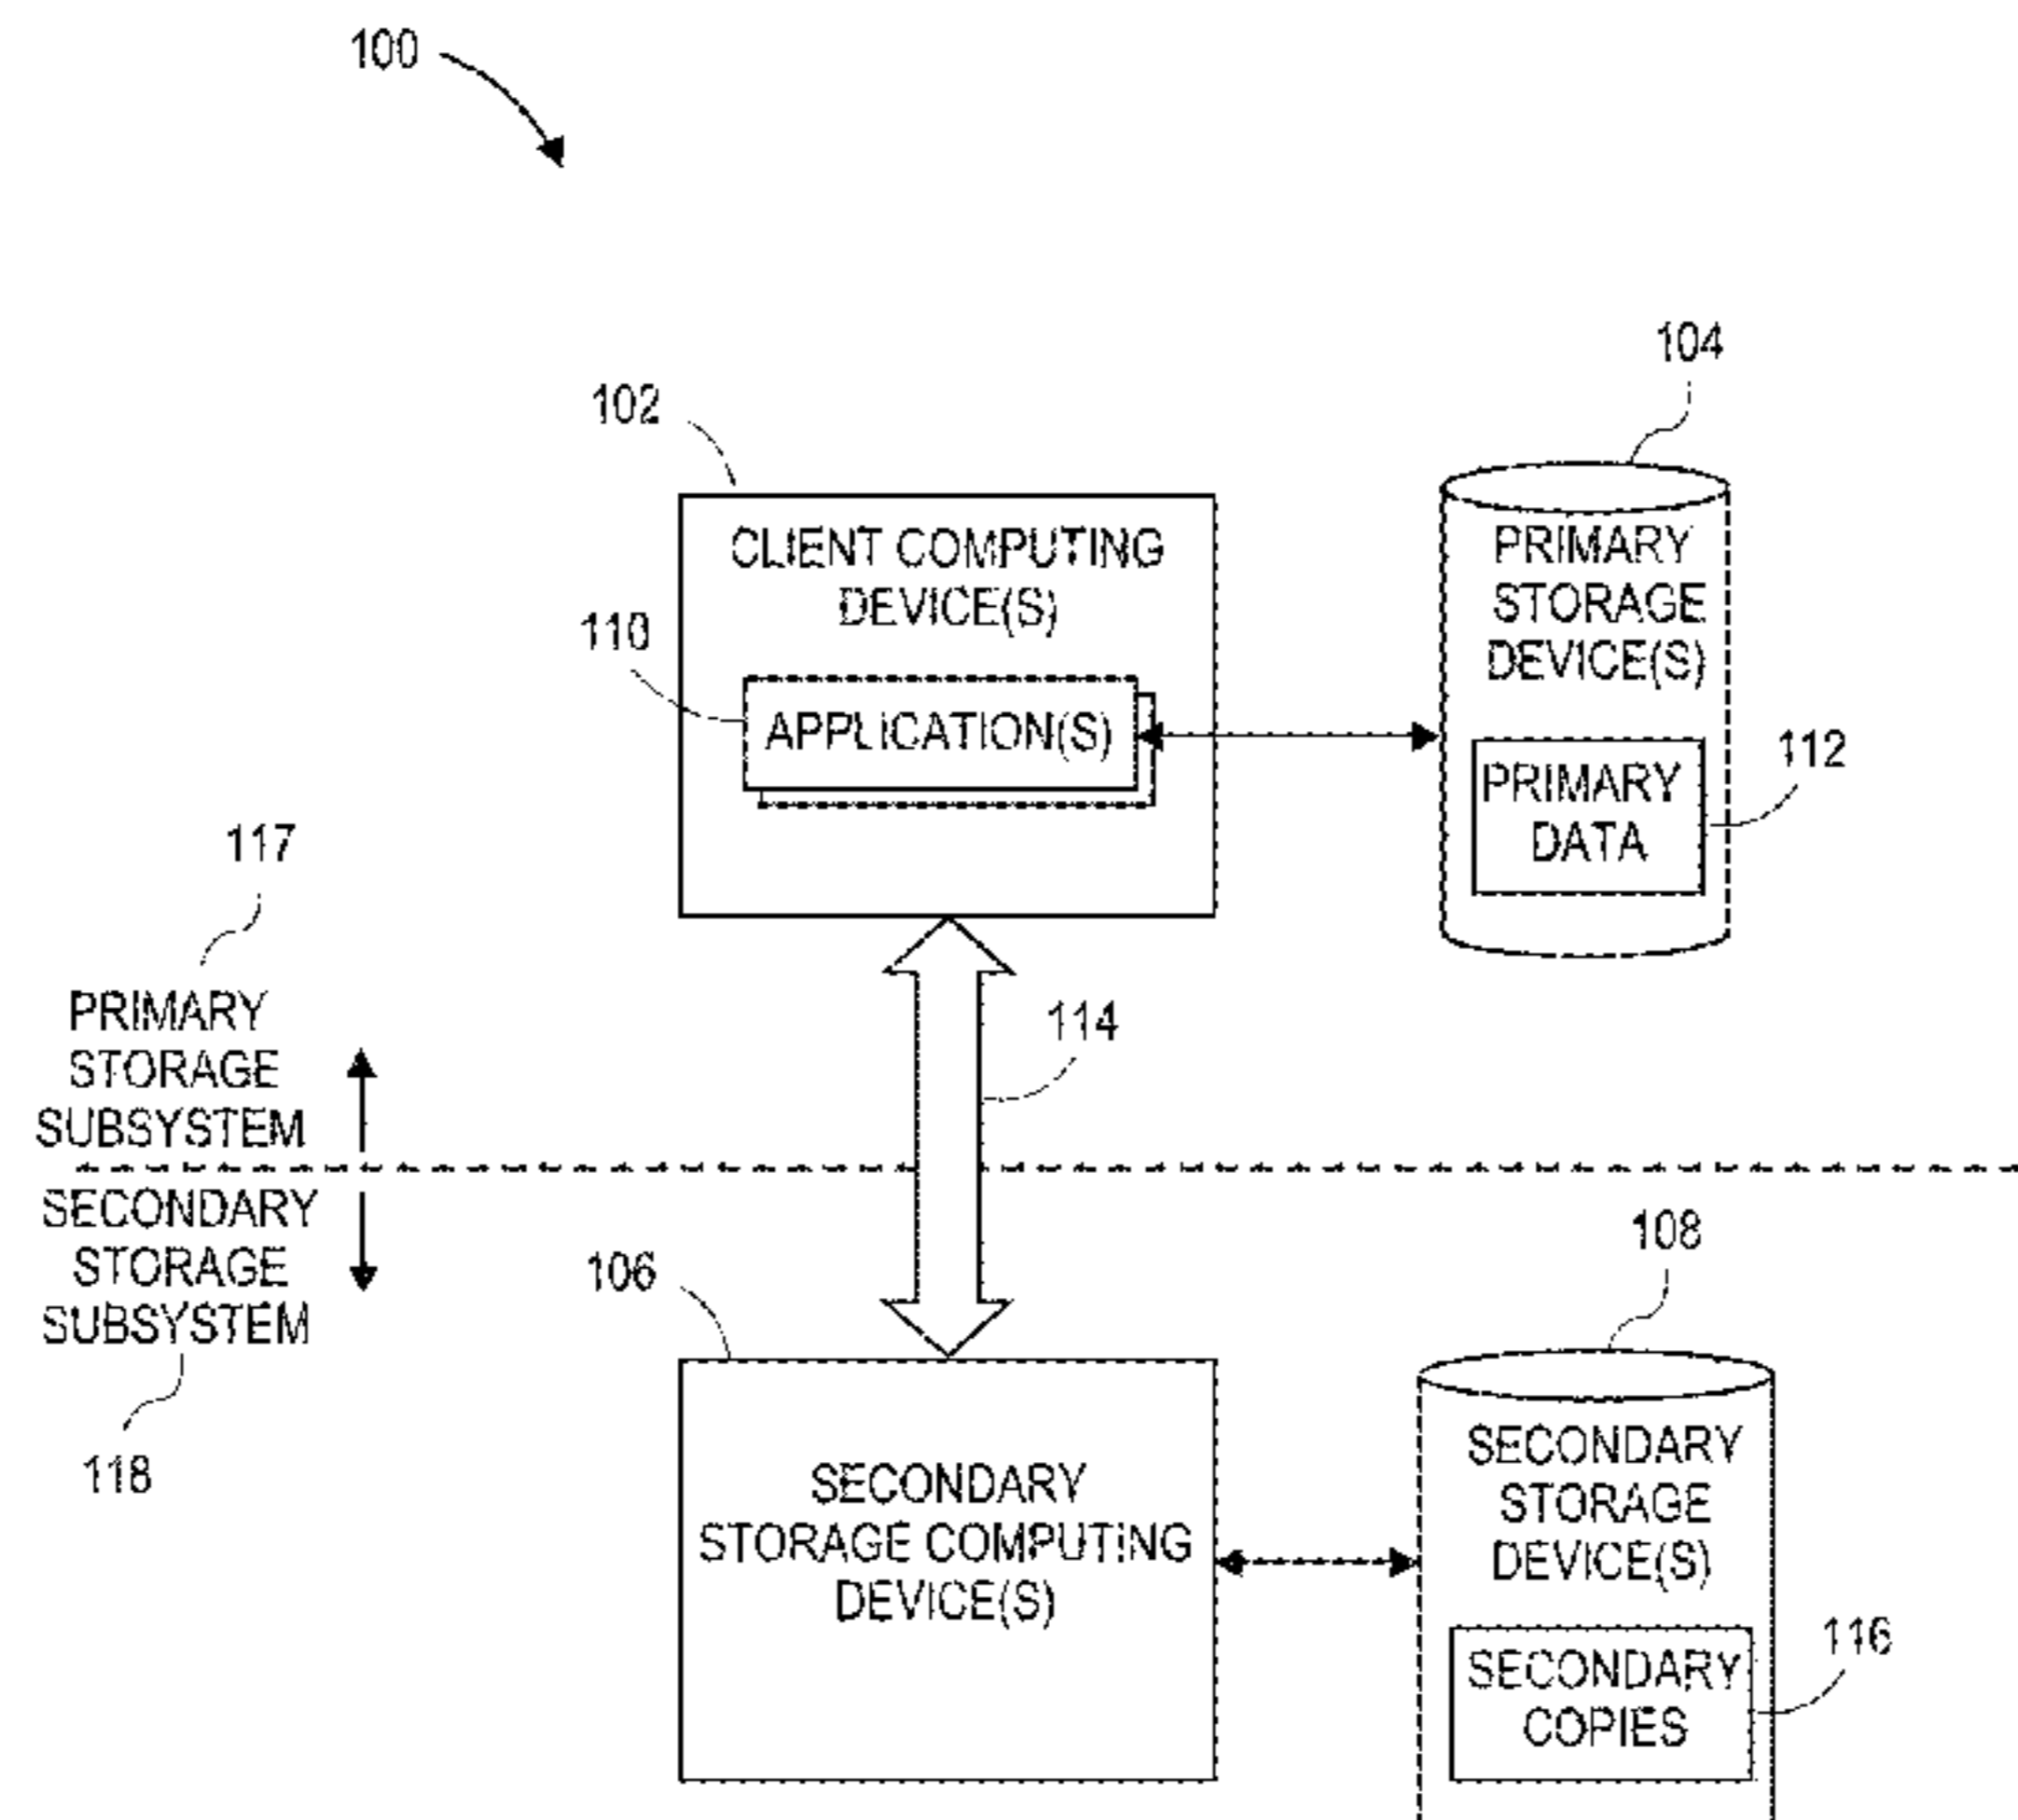 100
104
102
CLIENT COMPUTING
DEVICE(S)
PRIMARY
STORAGE
DEVICE(S)
110
APPLICATION(S)
112
PRIMARY
DATA
117
PRIMARY
STORAGE
SUBSYSTEM
114
SECONDARY
STORAGE
SUBSYSTEM
118
108
106
SECONDARY
STORAGE COMPUTING
DEVICE(S)
SECONDARY
STORAGE
DEVICE(S)
116
SECONDARY
COPIES